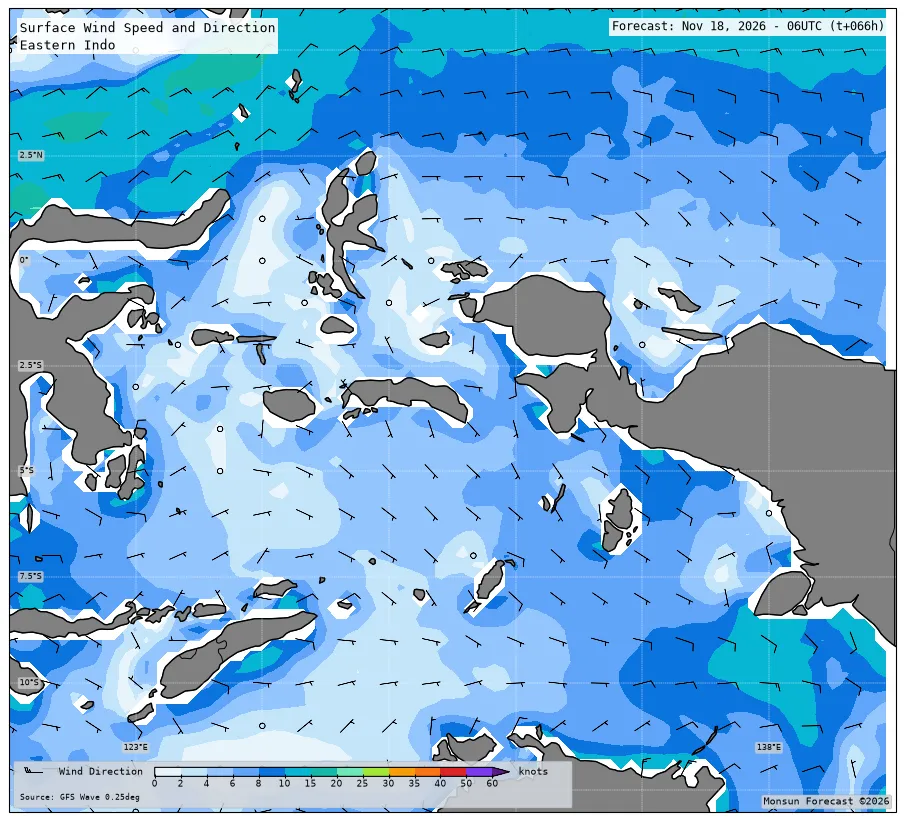 Surface Wind Speed and Direction
Eastern Indo
Forecast: Nov 18, 2026 - 06UTC (t+066h)
2.5°N
0°
2.5°S
5°S
7.5°S
10°S
123°E
138°E
Wind Direction
knots
0 2 4 6 8 10 15 20 25 30 35 40 50 60
Source: GFS Wave 0.25deg
Monsun Forecast ©2026